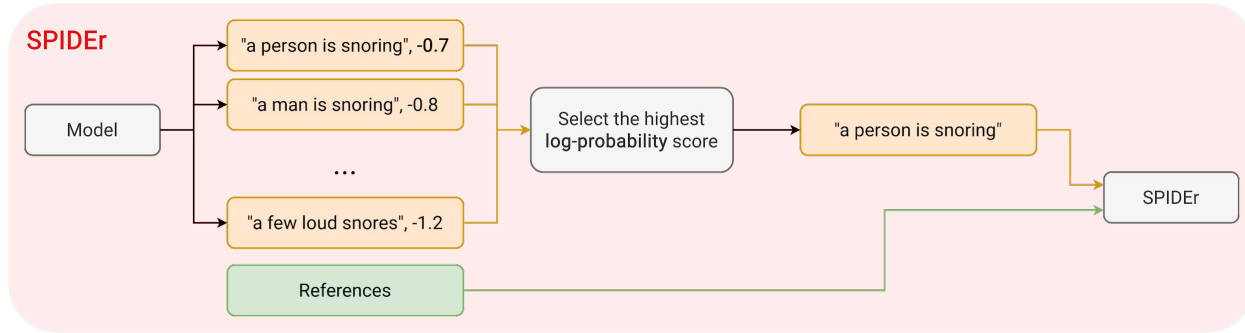 SPIDEr
"a person is snoring", -0.7
"a man is snoring", -0.8
Model
...
"a few loud snores", -1.2
References
Select the highest
log-probability score
"a person is snoring"
SPIDEr